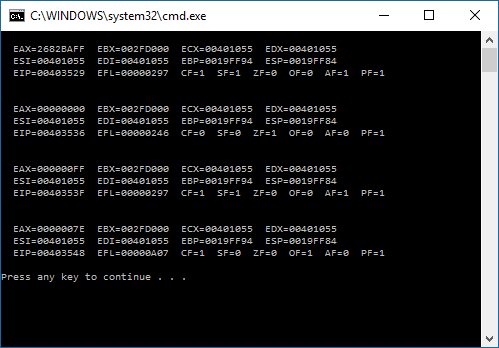 C:\WINDOWS\system32\cmd.exe
EAX=2682BAFF EBX=002FD000 ECX=00401055 EDX=00401055
ESI=00401055 EDI=00401055 EBP=0019FF94 ESP=0019FF84
EIP=00403529 EFL=00000297 CF=1 SF=1 ZF=0 OF=0 AF=1 PF=1
EAX=00000000 EBX=002FD000 ECX=00401055 EDX=00401055
ESI=00401055 EDI=00401055 EBP=0019FF94 ESP=0019FF84
EIP=00403536 EFL=00000246 CF=0 SF=0 ZF=1 OF=0 AF=0 PF=1
EAX=000000FF EBX=002FD000 ECX=00401055 EDX=00401055
ESI=00401055 EDI=00401055 EBP=0019FF94 ESP=0019FF84
EIP=0040353F EFL=00000297 CF=1 SF=1 ZF=0 OF=0 AF=1 PF=1
EAX=0000007E EBX=002FD000 ECX=00401055 EDX=00401055
ESI=00401055 EDI=00401055 EBP=0019FF94 ESP=0019FF84
EIP=00403548 EFL=00000A07 CF=1 SF=0 ZF=0 OF=1 AF=0 PF=1
Press any key to continue . . .